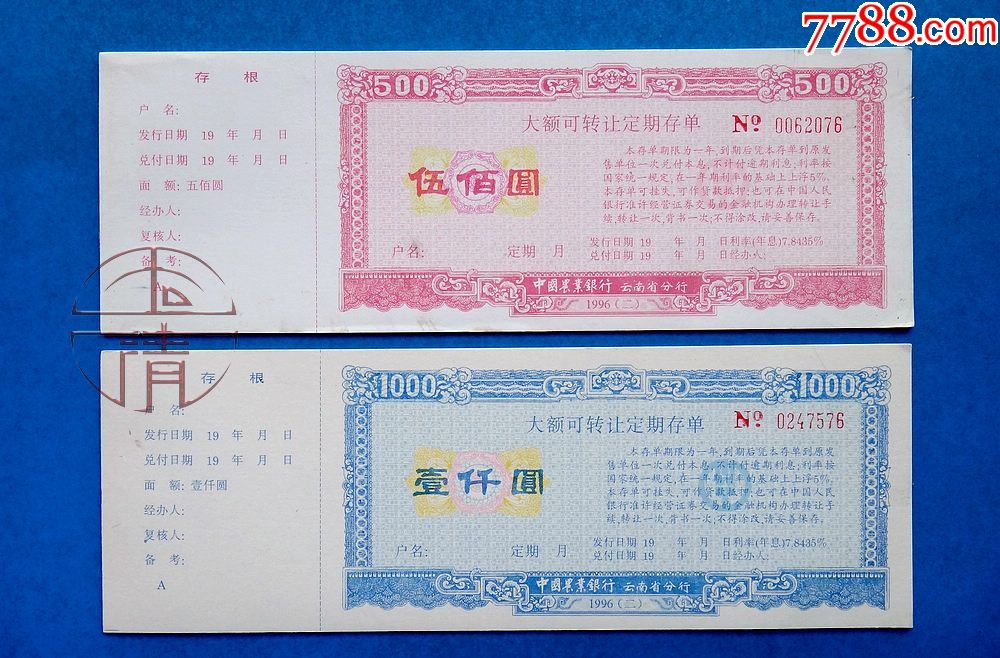 7788.com
存 根
户 名:
发行日期 19 年 月 日
兑付日期 19 年 月 日
面 额: 五佰圆
经办人:
复核人:
备 考:
A
500 500
大额可转让定期存单 Nº 0062076
伍佰圆
本存单期限为一年,到期后凭本存单到原发
售单位一次兑付本息,不计付逾期利息;利率按
国家统一规定,在一年期利率的基础上上浮5%。
本存单可挂失,可作贷款抵押;也可在中国人民
银行准许经营证券交易的金融机构办理转让手
续,转让一次,背书一次;不得涂改,请妥善保存。
户名: 定期 月 发行日期 19 年 月 日利率(年息)7.8435%
兑付日期 19 年 月 日经办人:
中國農業銀行 云南省分行
1996(二)
上清
存 根
户 名:
发行日期 19 年 月 日
兑付日期 19 年 月 日
面 额: 壹仟圆
经办人:
复核人:
备 考:
A
1000 1000
大额可转让定期存单 Nº 0247576
壹仟圆
本存单期限为一年,到期后凭本存单到原发
售单位一次兑付本息,不计付逾期利息;利率按
国家统一规定,在一年期利率的基础上上浮5%。
本存单可挂失,可作贷款抵押;也可在中国人民
银行准许经营证券交易的金融机构办理转让手
续,转让一次,背书一次;不得涂改,请妥善保存。
户名: 定期 月 发行日期 19 年 月 日利率(年息)7.8435%
兑付日期 19 年 月 日经办人:
中國農業銀行 云南省分行
1996(二)